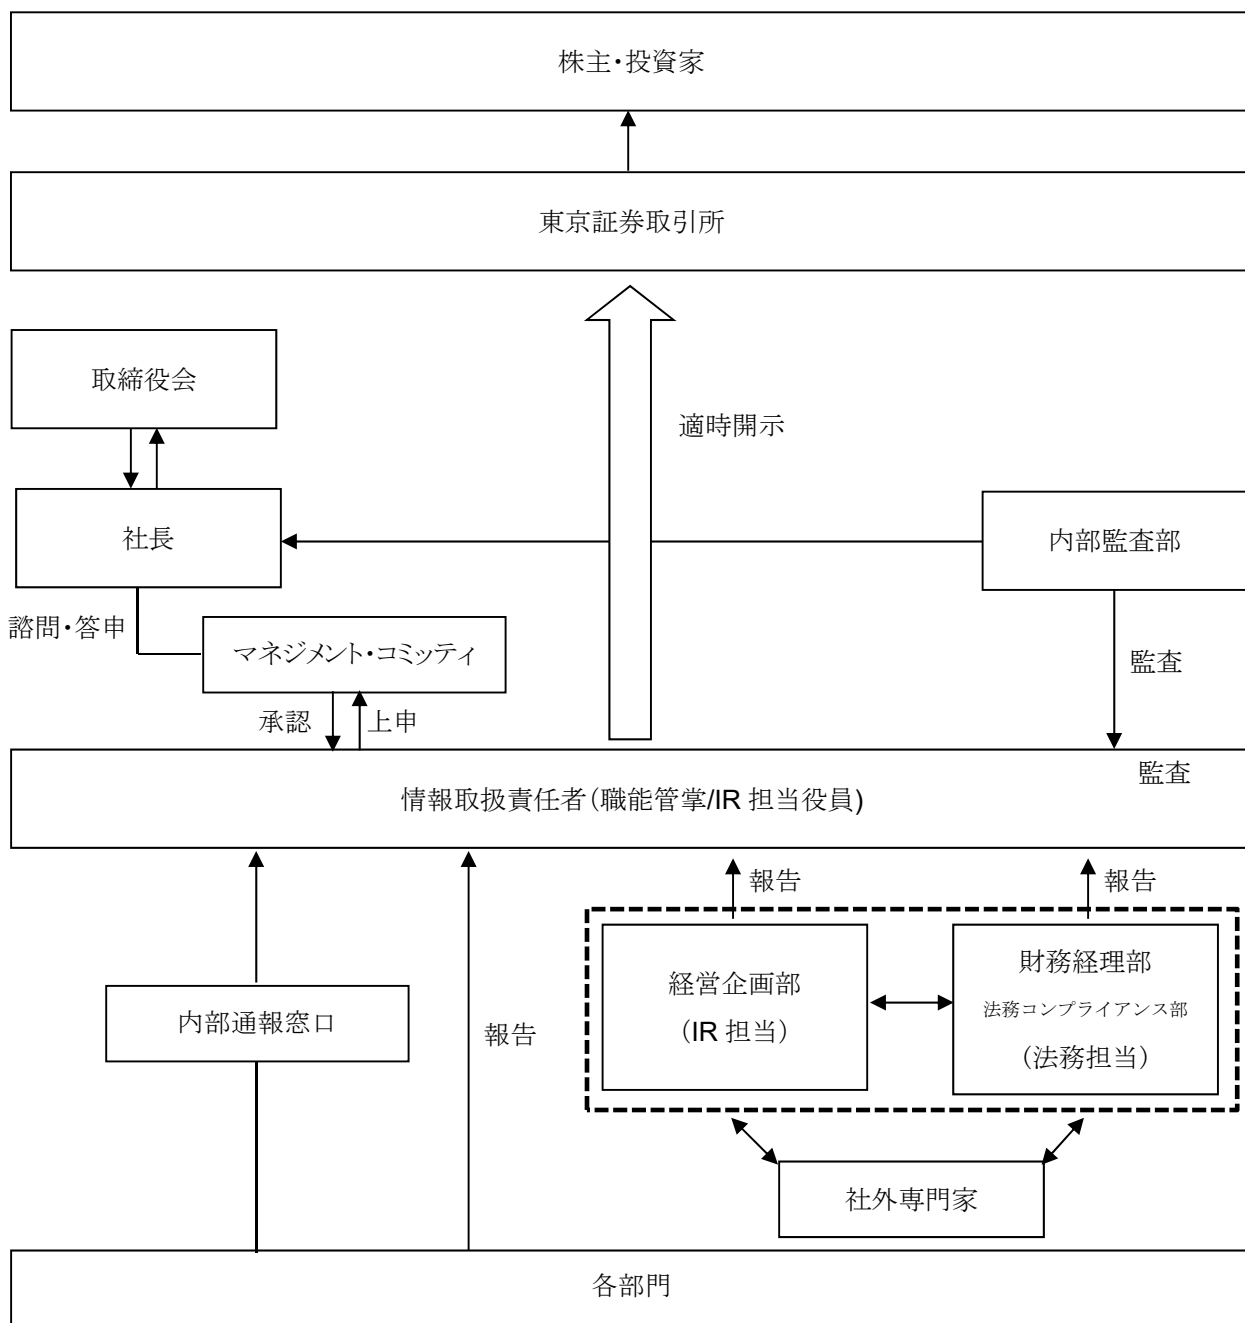 株主・投資家
東京証券取引所
取締役会
適時開示
社長
内部監査部
諮問・答申
マネジメント・コミッティ
監査
承認
上申
監査
情報取扱責任者（職能管掌/IR 担当役員)
報告
報告
経営企画部
（IR 担当）
財務経理部
法務コンプライアンス部
（法務担当）
内部通報窓口
報告
社外専門家
各部門